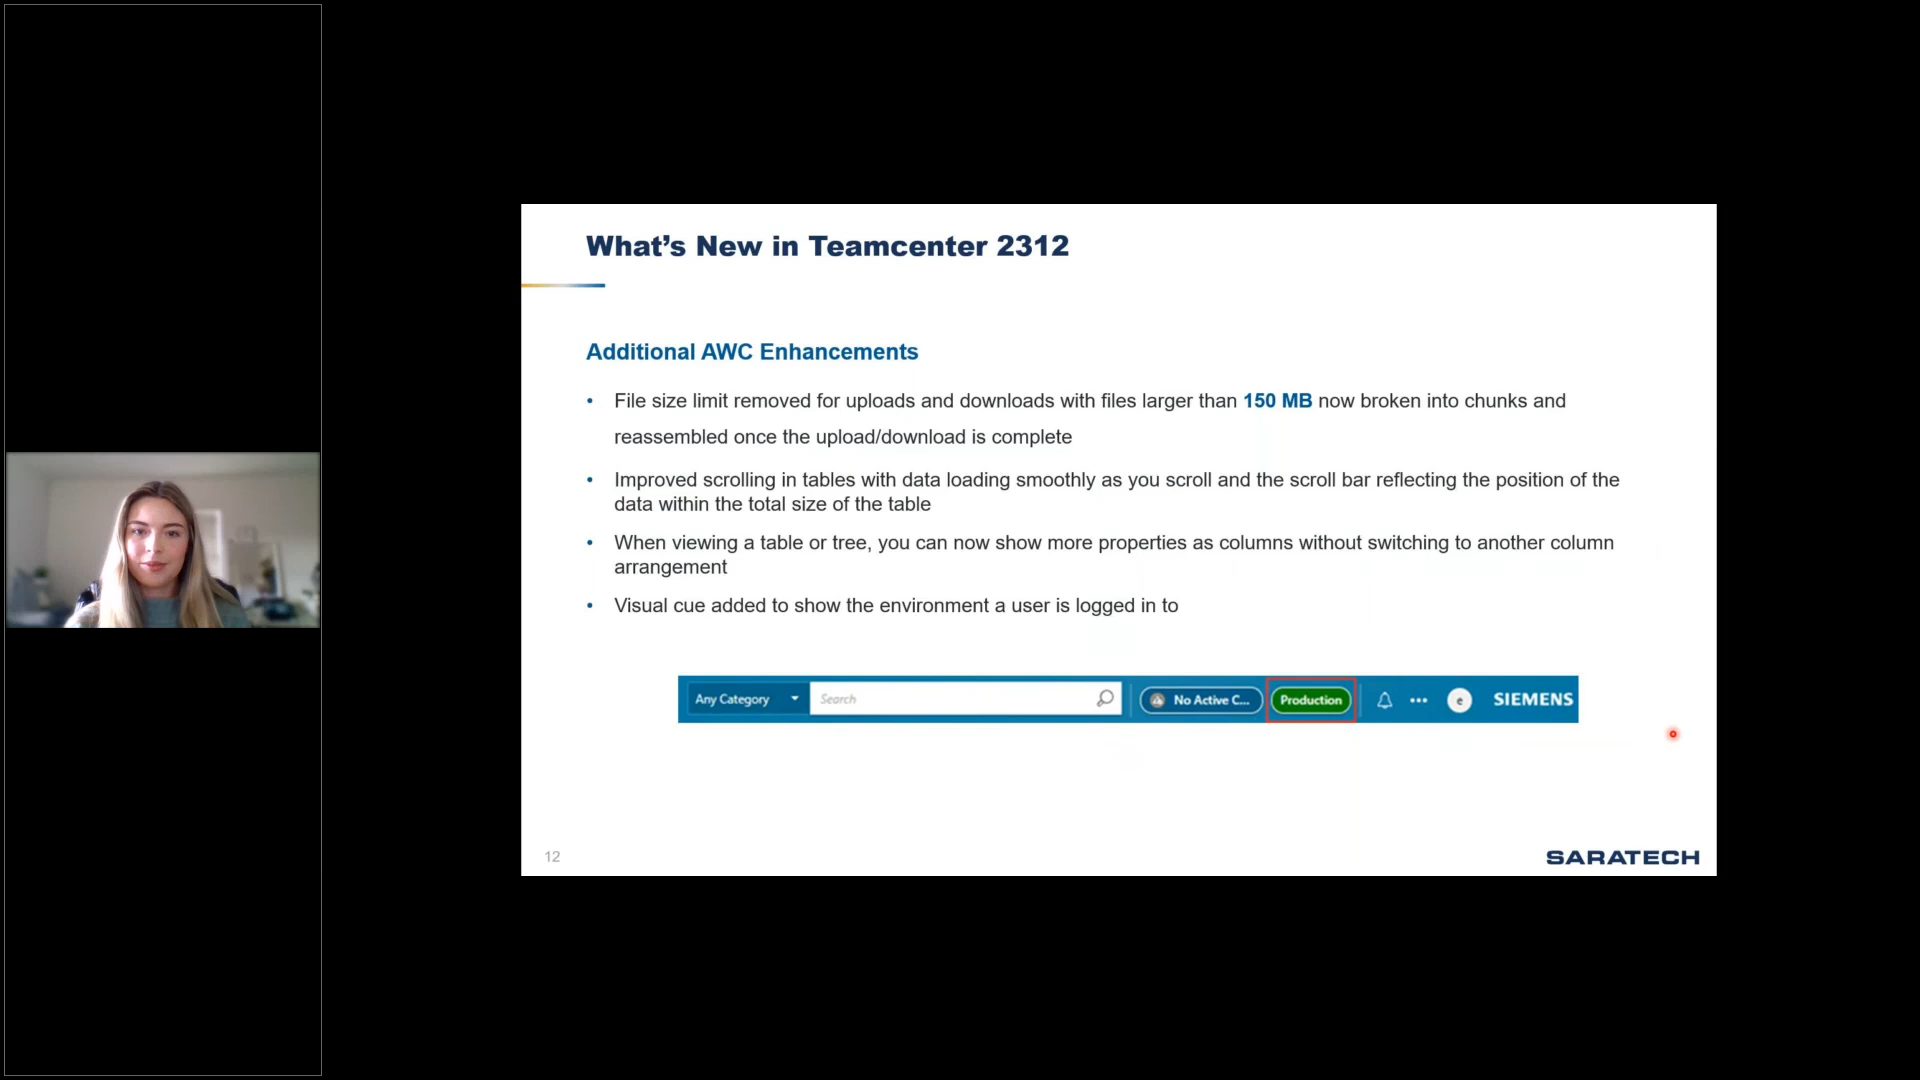 What’s New in Teamcenter 2312
Additional AWC Enhancements
• File size limit removed for uploads and downloads with files larger than 150 MB now broken into chunks and
reassembled once the upload/download is complete
• Improved scrolling in tables with data loading smoothly as you scroll and the scroll bar reflecting the position of the
data within the total size of the table
• When viewing a table or tree, you can now show more properties as columns without switching to another column
arrangement
• Visual cue added to show the environment a user is logged in to
Any Category Search No Active C... Production ••• e SIEMENS
12 SARATECH